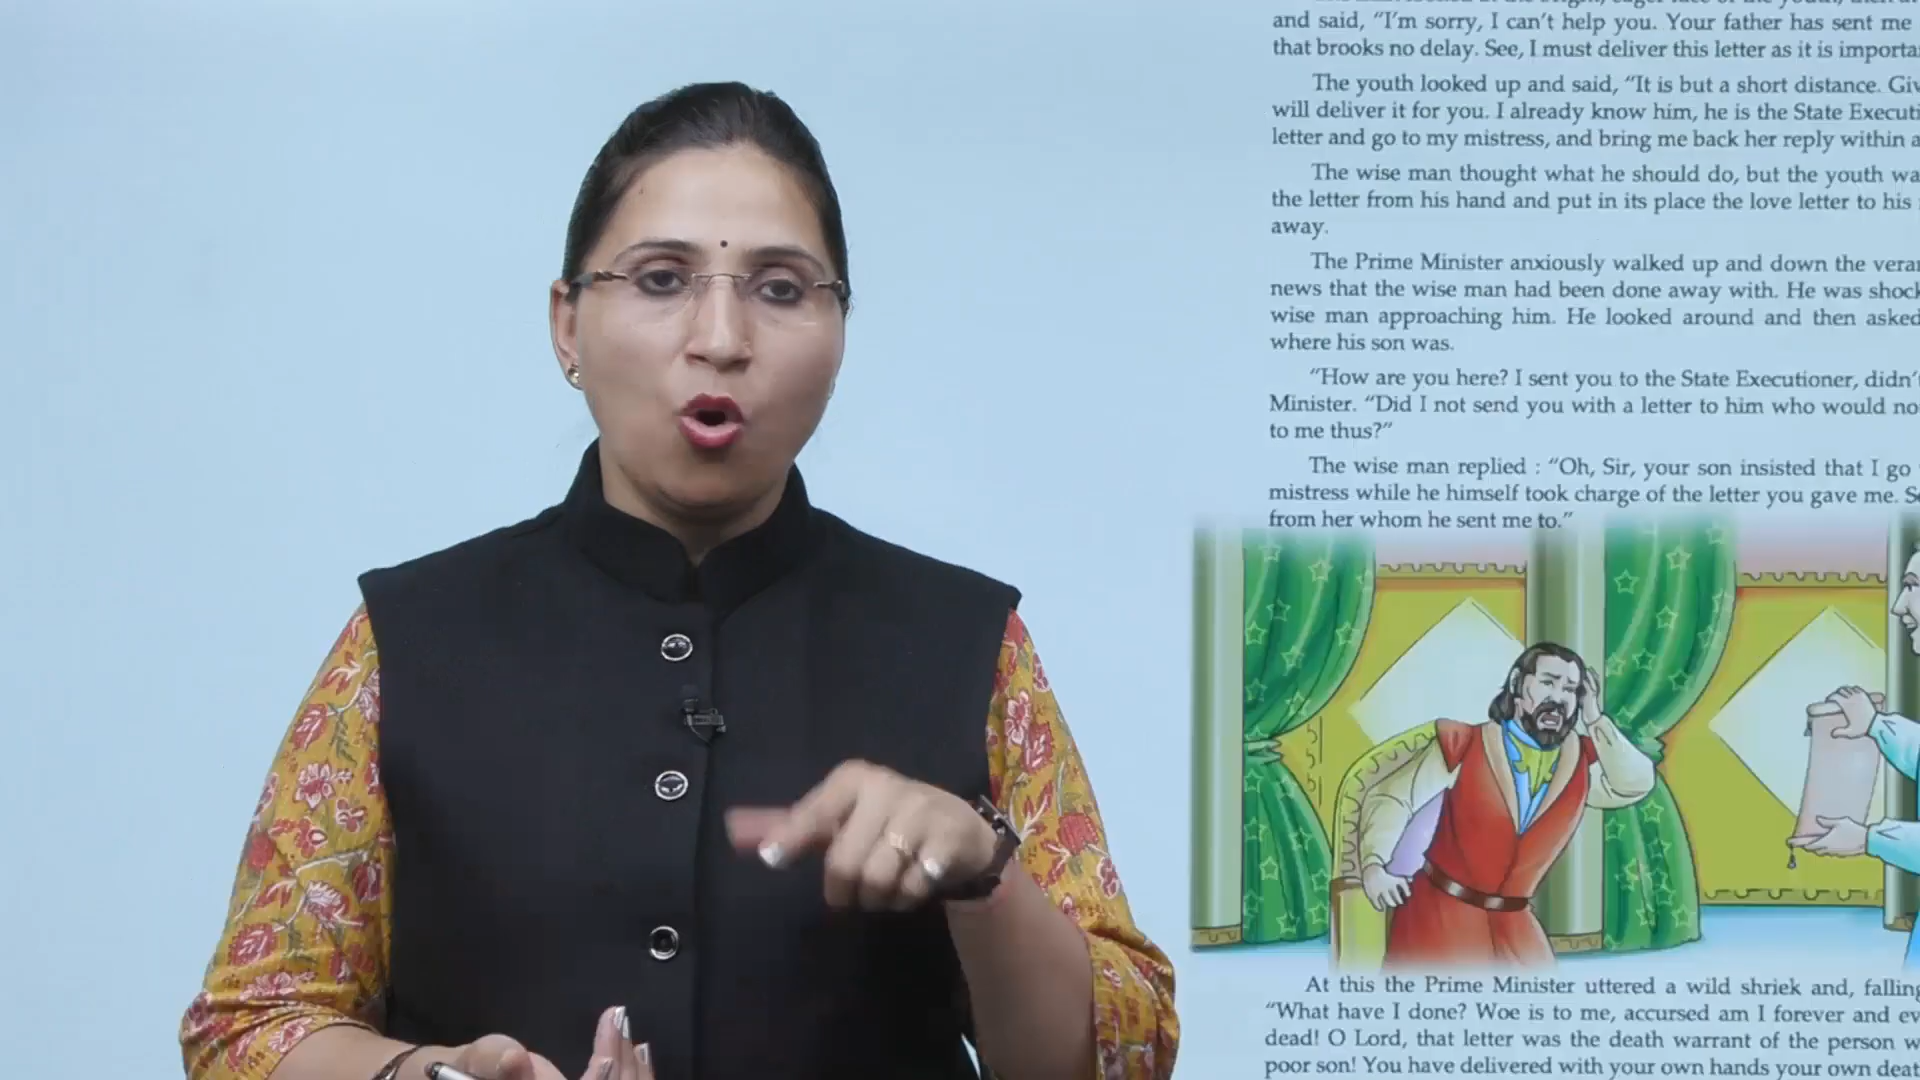 and said, “I’m sorry, I can’t help you. Your father has sent me
that brooks no delay. See, I must deliver this letter as it is
The youth looked up and said, “It is but a short distance.
will deliver it for you. I already know him, he is the State
letter and go to my mistress, and bring me back her reply within
The wise man thought what he should do, but the youth
the letter from his hand and put in its place the love letter to his
away.
The Prime Minister anxiously walked up and down the
news that the wise man had been done away with. He was
wise man approaching him. He looked around and then asked
where his son was.
“How are you here? I sent you to the State Executioner,
Minister. “Did I not send you with a letter to him who would
to me thus?”
The wise man replied : “Oh, Sir, your son insisted that I go
mistress while he himself took charge of the letter you gave me.
from her whom he sent me to.”
At this the Prime Minister uttered a wild shriek and,
“What have I done? Woe is to me, accursed am I forever and
dead! O Lord, that letter was the death warrant of the person
poor son! You have delivered with your own hands your own